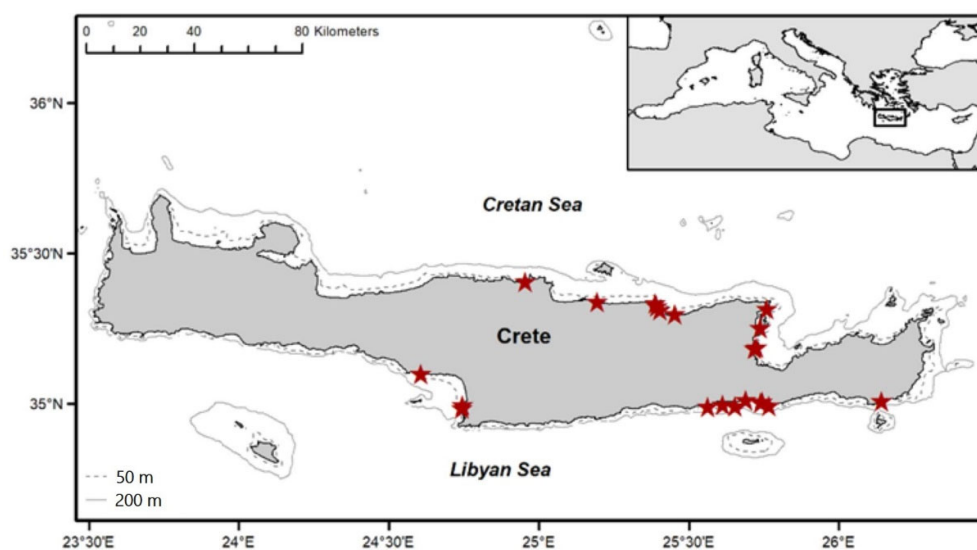 0 20 40 80 Kilometers
36°N
Cretan Sea
35°30'N
Crete
35°N
Libyan Sea
50 m
200 m
23°30'E 24°E 24°30'E 25°E 25°30'E 26°E